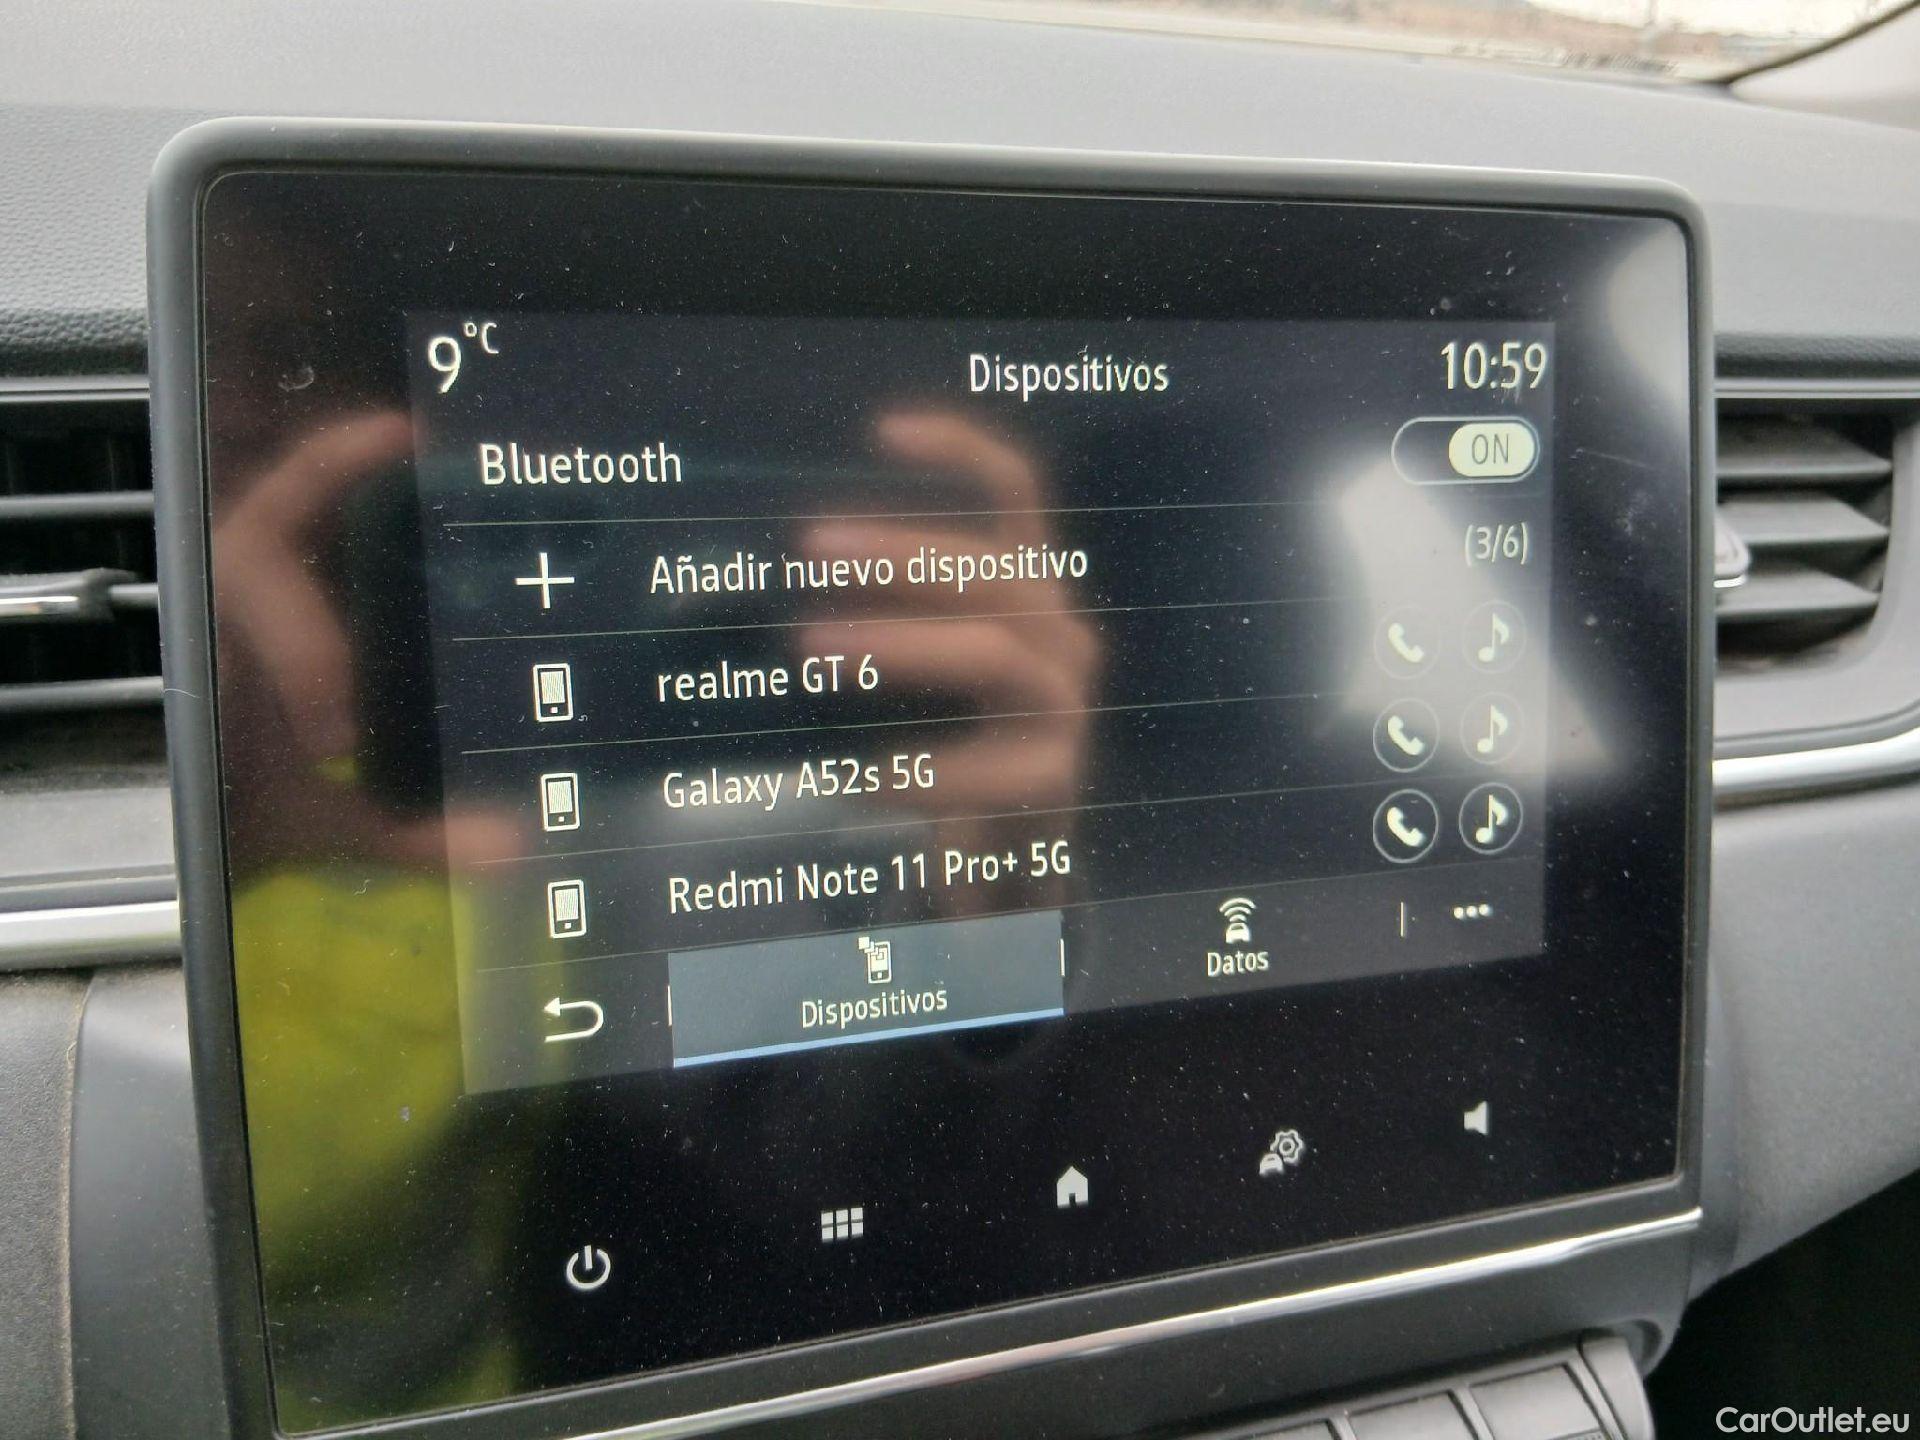 9 °C
Dispositivos
10:59
Bluetooth
ON
Añadir nuevo dispositivo
(3/6)
realme GT 6
Galaxy A52s 5G
Redmi Note 11 Pro+ 5G
Dispositivos
Datos
CarOutlet.eu